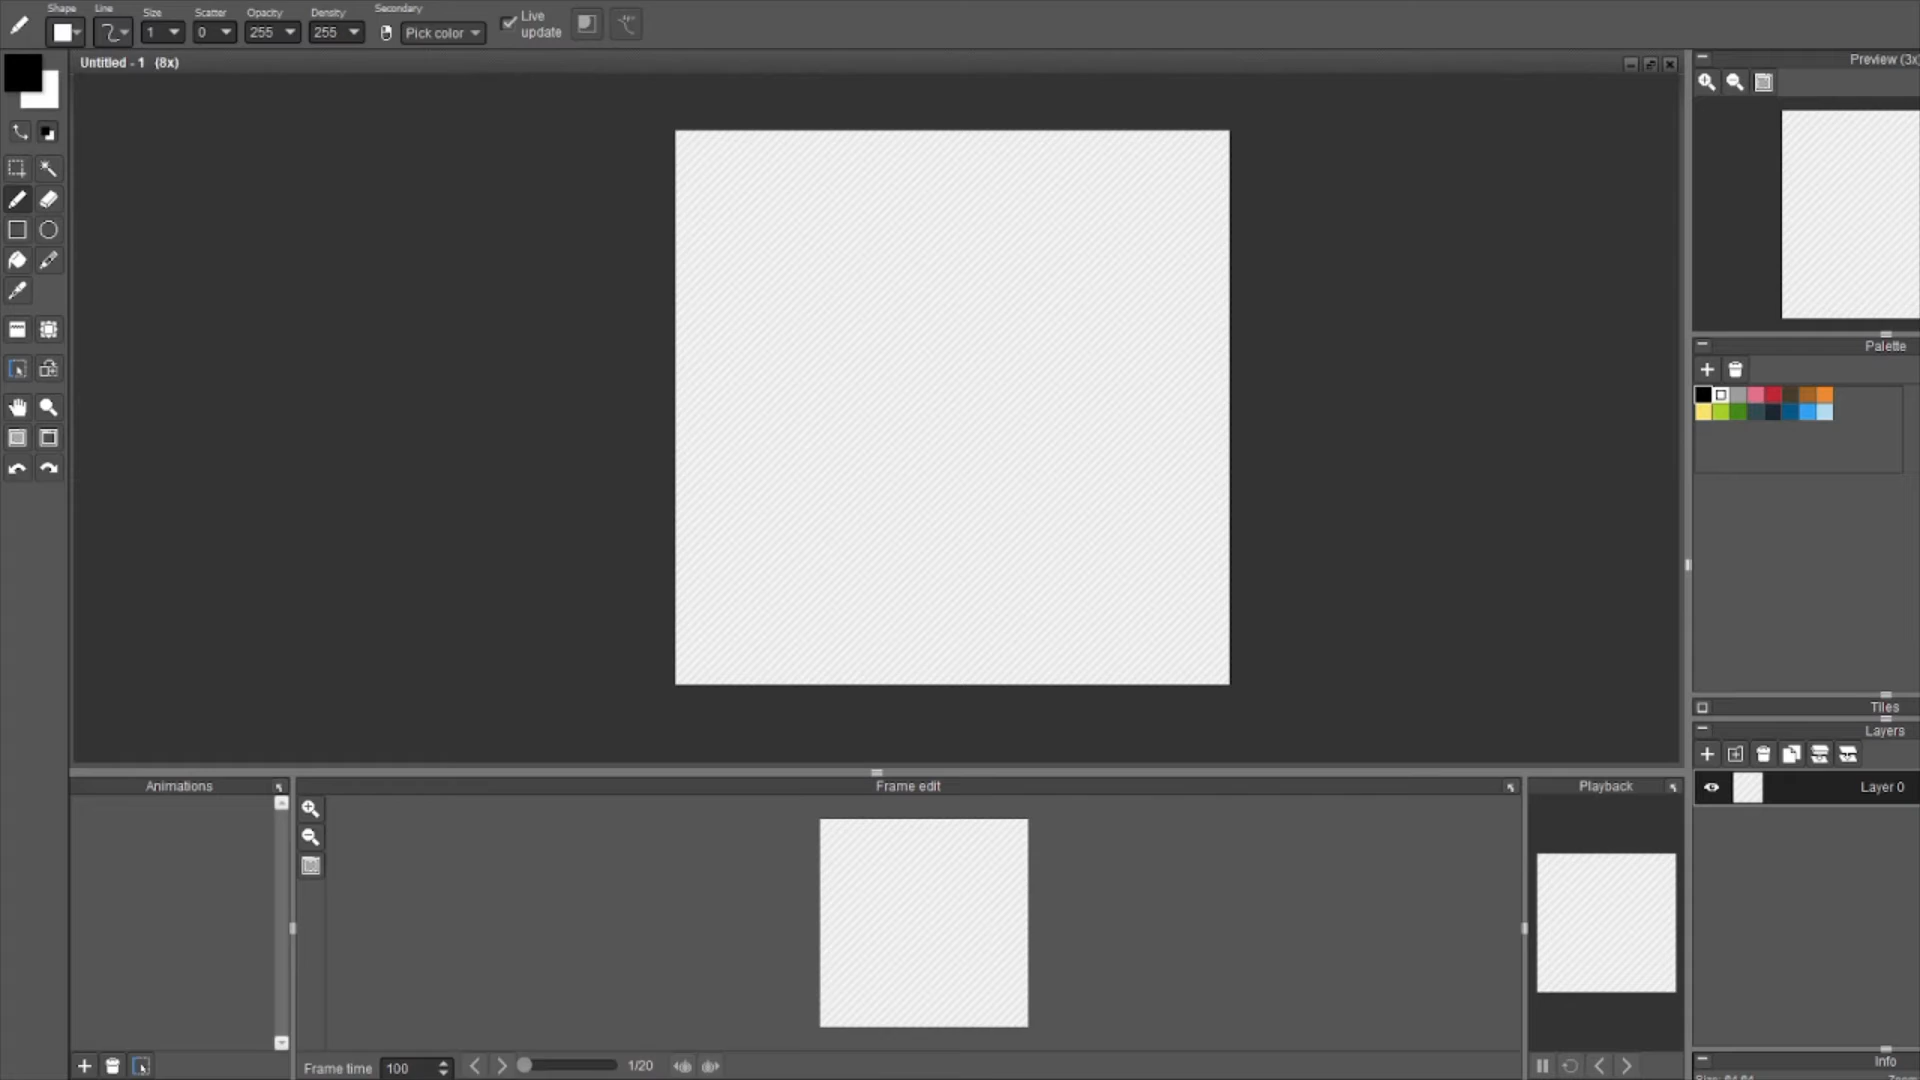 Shape Line Size Scatter Opacity Density Secondary
1 0 255 255 Pick color Live update
Untitled - 1 (8x)
Preview (3x
Palette
Tiles
Layers
Layer 0
Animations Frame edit Playback
Frame time 100 1/20
Info